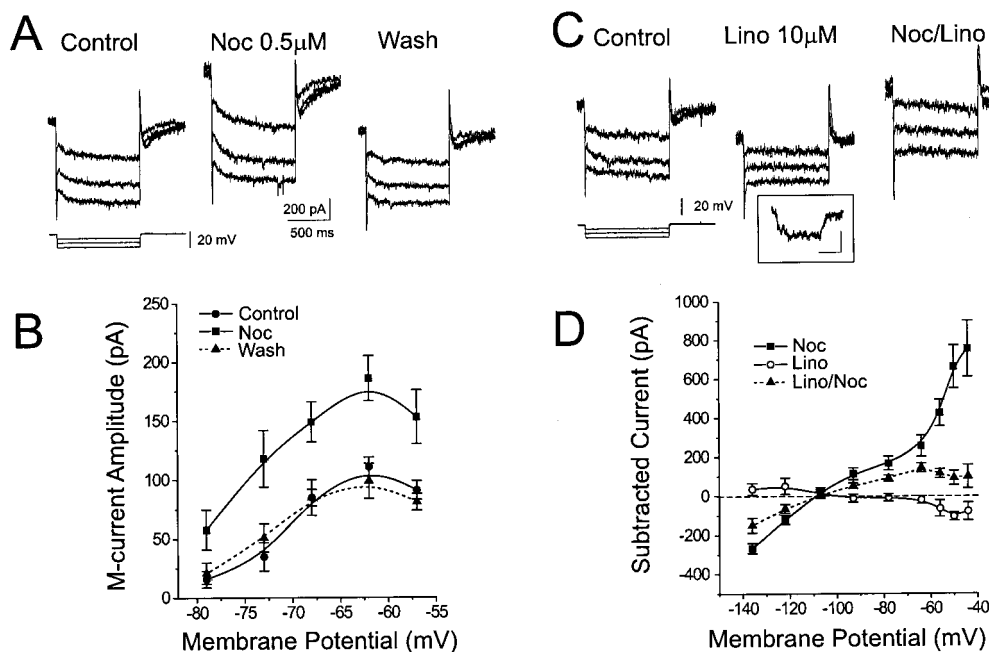 A
Control
Noc 0.5μM
Wash
200 pA
500 ms
20 mV
C
Control
Lino 10μM
Noc/Lino
20 mV
B
M-current Amplitude (pA)
250
200
150
100
50
0
Control
Noc
Wash
-80
-75
-70
-65
-60
-55
Membrane Potential (mV)
D
Subtracted Current (pA)
1000
800
600
400
200
0
-200
-400
Noc
Lino
Lino/Noc
-140
-120
-100
-80
-60
-40
Membrane Potential (mV)